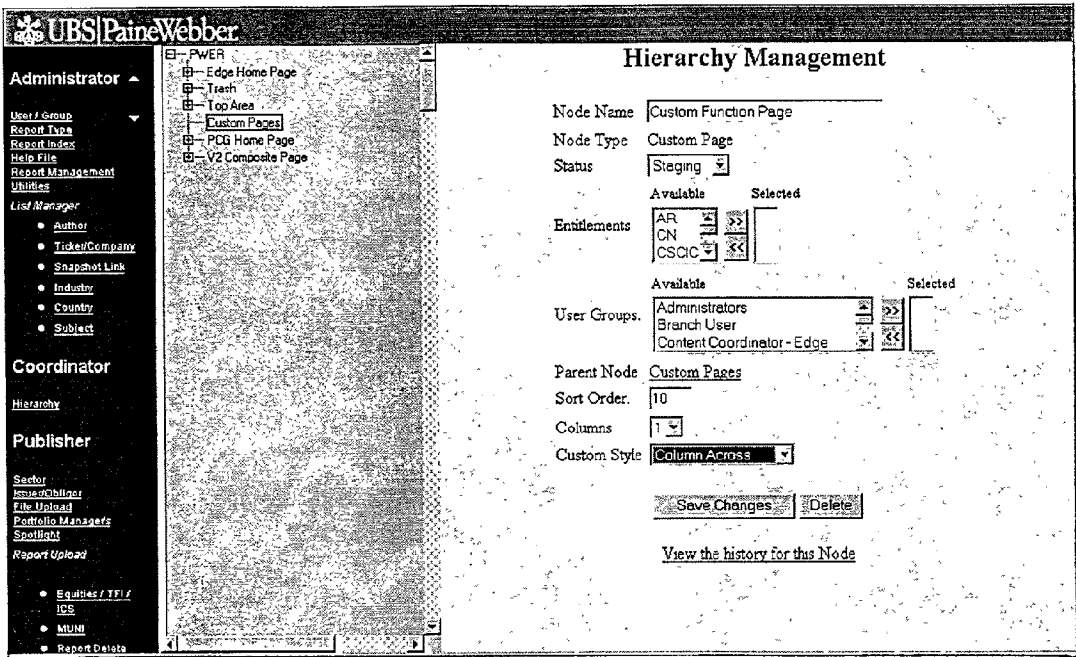 UBS|PaineWebber.
Administrator
User / Group
Report Type
Report Index
Help File
Report Management
Utilities
List Manager
Author
Ticker/Company
Snapshot Link
Industry
Country
Subject
Coordinator
Hierarchy
Publisher
Sector
Issuer/Obligor
File Upload
Portfolio Managers
Spotlight
Report Upload
Equities / TFI /
ICS
MUNI
Report Delete
PWER
Edge Home Page
Trash
Top Area
Custom Pages
PCG Home Page
V2 Composite Page
Hierarchy Management
Node Name Custom Function Page
Node Type Custom Page
Status Staging
Available Selected
Entitlements AR
CN
CSCIC
>>
<<
Available Selected
User Groups. Administrators
Branch User
Content Coordinator - Edge
>>
<<
Parent Node Custom Pages
Sort Order. 10
Columns 1
Custom Style Column Across
Save Changes Delete
View the history for this Node